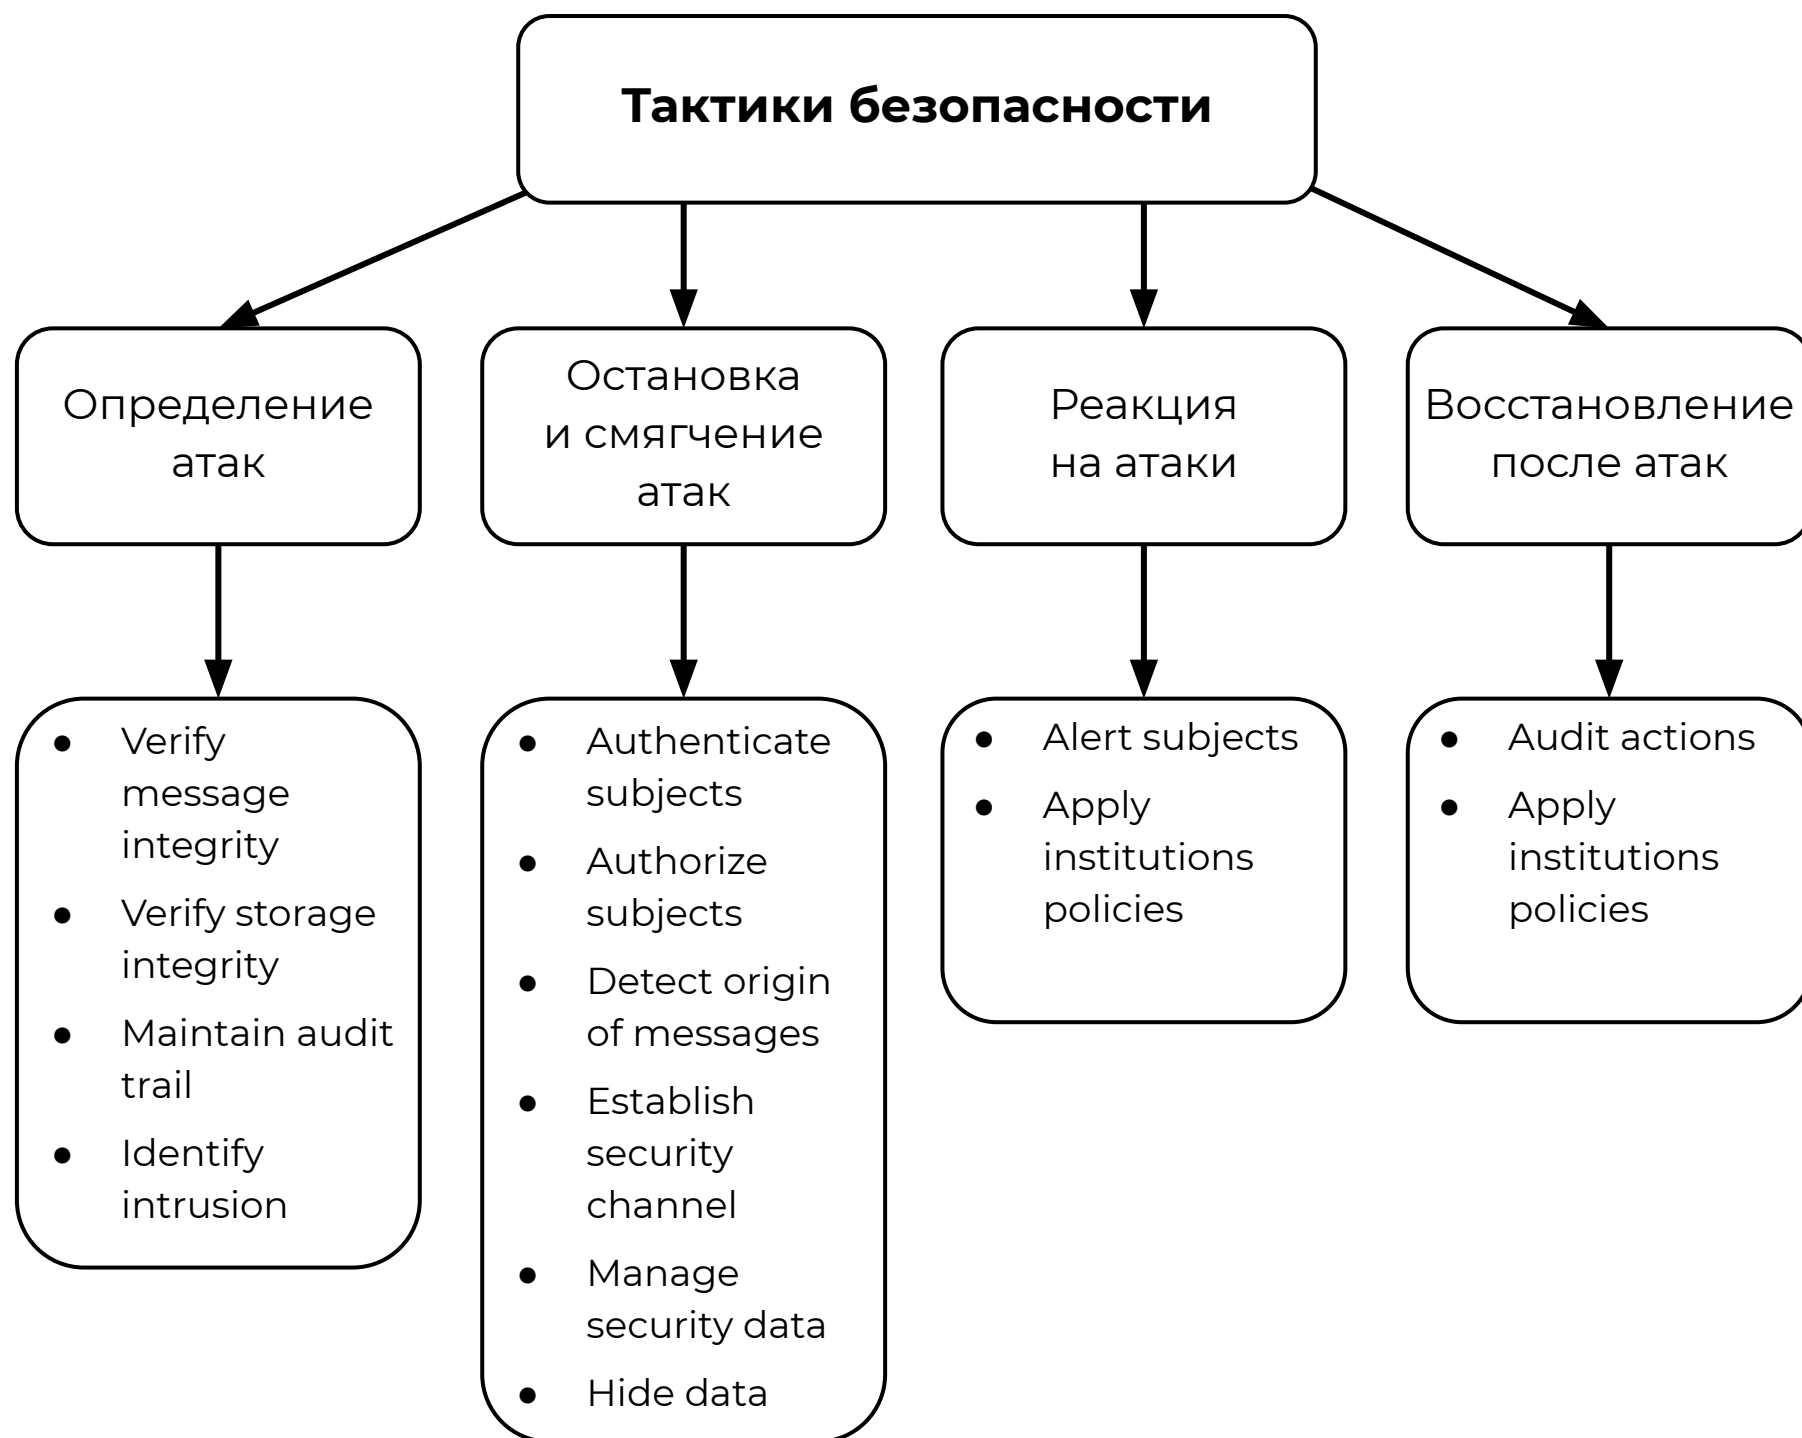 Тактики безопасности
Определение
атак
Остановка
и смягчение
атак
Реакция
на атаки
Восстановление
после атак
● Verify
message
integrity
● Verify storage
integrity
● Maintain audit
trail
● Identify
intrusion
● Authenticate
subjects
● Authorize
subjects
● Detect origin
of messages
● Establish
security
channel
● Manage
security data
● Hide data
● Alert subjects
● Apply
institutions
policies
● Audit actions
● Apply
institutions
policies